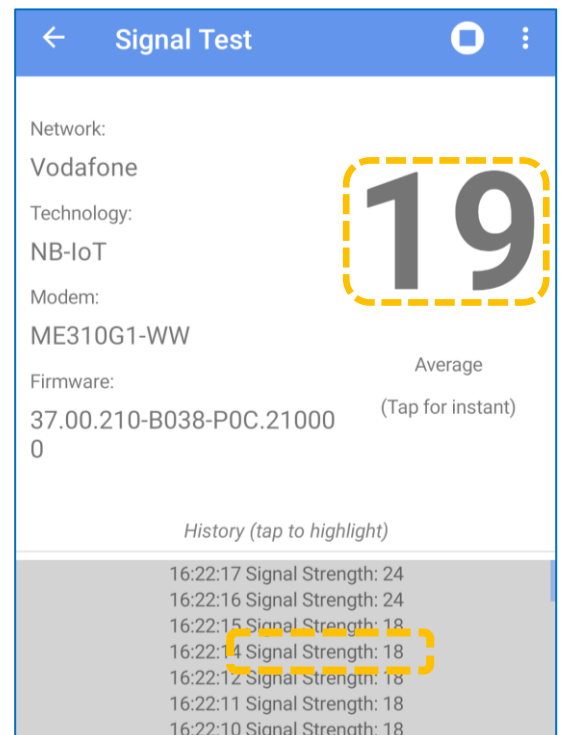 Signal Test
Network:
Vodafone
Technology:
NB-IoT
Modem:
ME310G1-WW
Firmware:
37.00.210-B038-P0C.21000
0
19
Average
(Tap for instant)
History (tap to highlight)
16:22:17 Signal Strength: 24
16:22:16 Signal Strength: 24
16:22:15 Signal Strength: 18
16:22:14 Signal Strength: 18
16:22:12 Signal Strength: 18
16:22:11 Signal Strength: 18
16:22:10 Signal Strength: 18